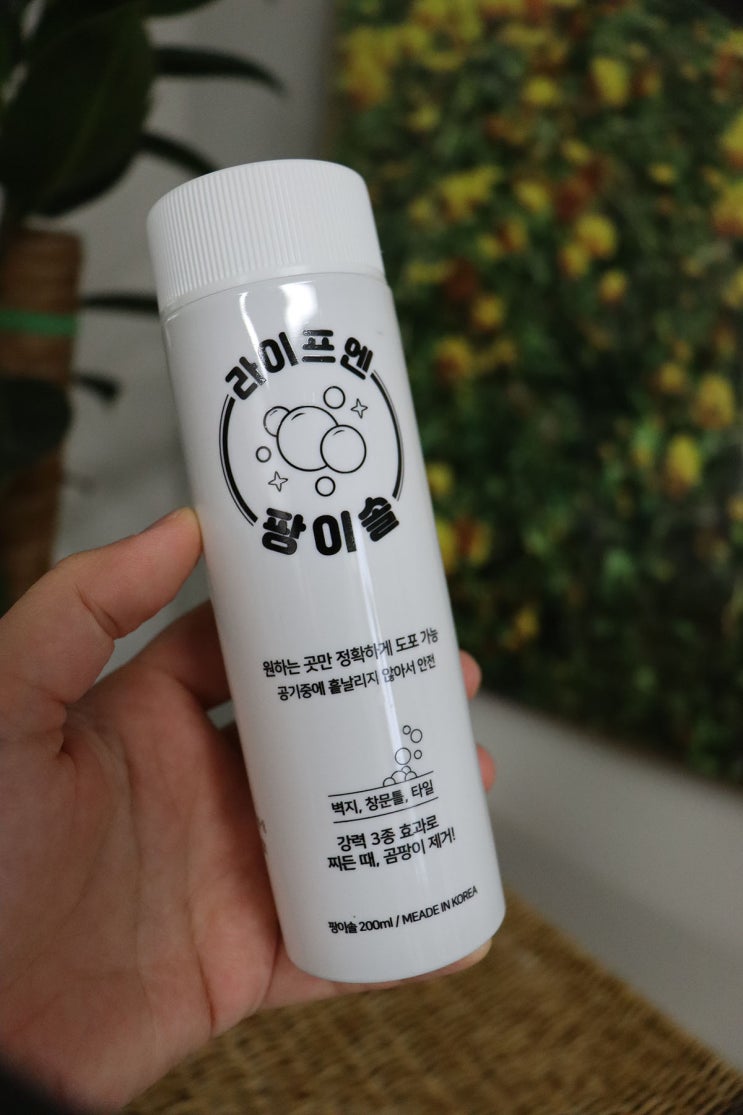 라이프엔
팡이솔
원하는 곳만 정확하게 도포 가능
공기중에 흩날리지 않아서 안전
벽지, 창문틀, 타일
강력 3종 효과로
찌든 때, 곰팡이 제거!
팡이솔 200ml / MEADE IN KOREA